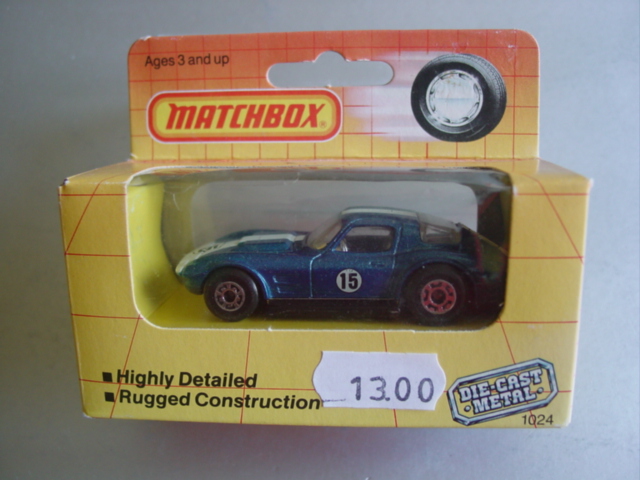 Ages 3 and up
MATCHBOX
15
■ Highly Detailed
■ Rugged Construction
13.00
DIE-CAST
METAL
1024